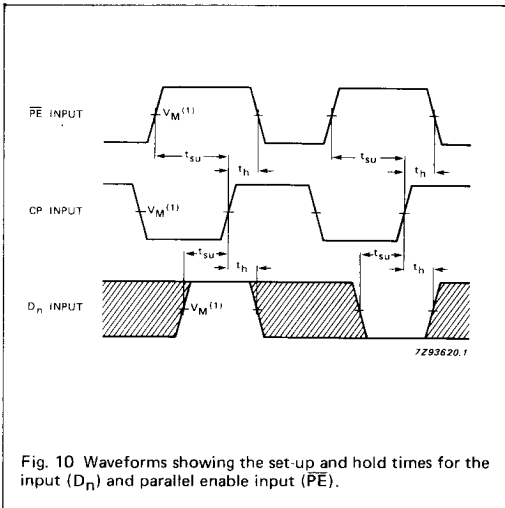 PE INPUT
VM(1)
tsu
tsu
th
th
CP INPUT
VM(1)
tsu
th
tsu
th
Dn INPUT
VM(1)
7Z93620.1
Fig. 10 Waveforms showing the set-up and hold times for the
input (Dn) and parallel enable input (PE).